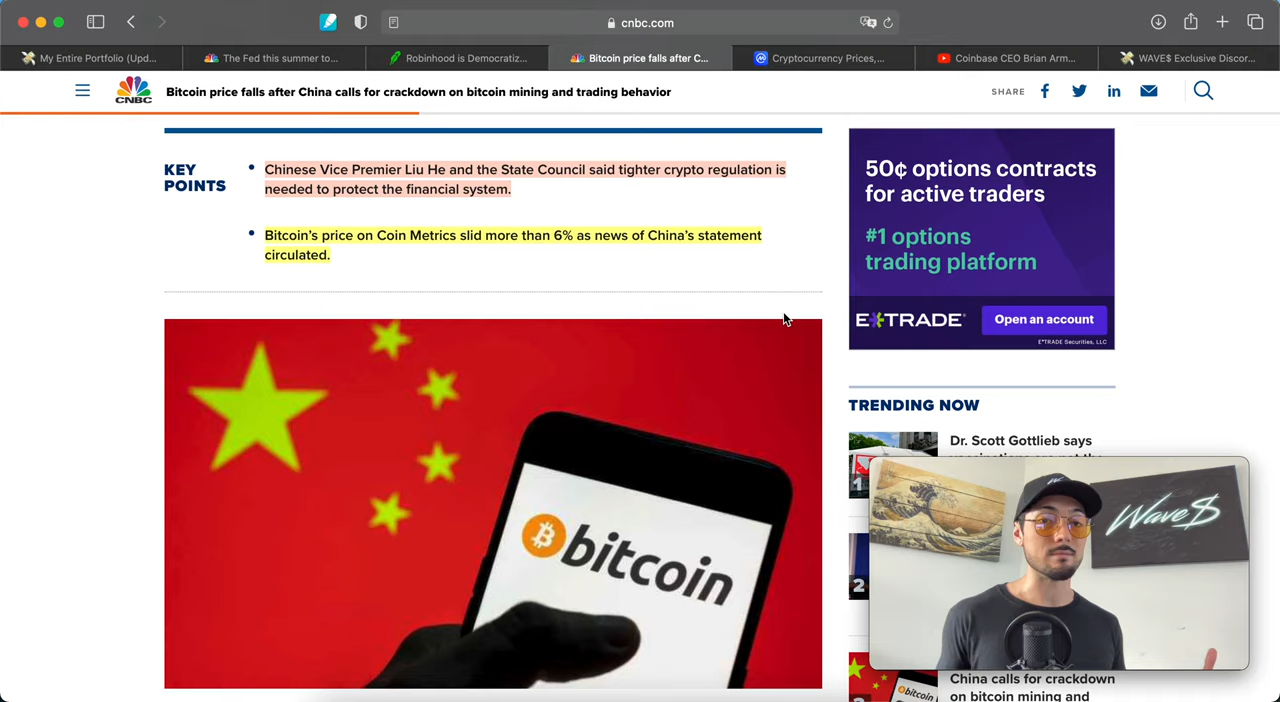 cnbc.com
My Entire Portfolio (Upd...
The Fed this summer to...
Robinhood is Democratiz...
Bitcoin price falls after C...
Cryptocurrency Prices,...
Coinbase CEO Brian Arm...
WAVE$ Exclusive Discor...
CNBC
Bitcoin price falls after China calls for crackdown on bitcoin mining and trading behavior
SHARE
KEY
POINTS
Chinese Vice Premier Liu He and the State Council said tighter crypto regulation is
needed to protect the financial system.
Bitcoin's price on Coin Metrics slid more than 6% as news of China's statement
circulated.
bitcoin
50¢ options contracts
for active traders
#1 options
trading platform
E*TRADE
Open an account
E*TRADE Securities, LLC
TRENDING NOW
1
Dr. Scott Gottlieb says
2
Wave$
bitcoin
China calls for crackdown
on bitcoin mining and